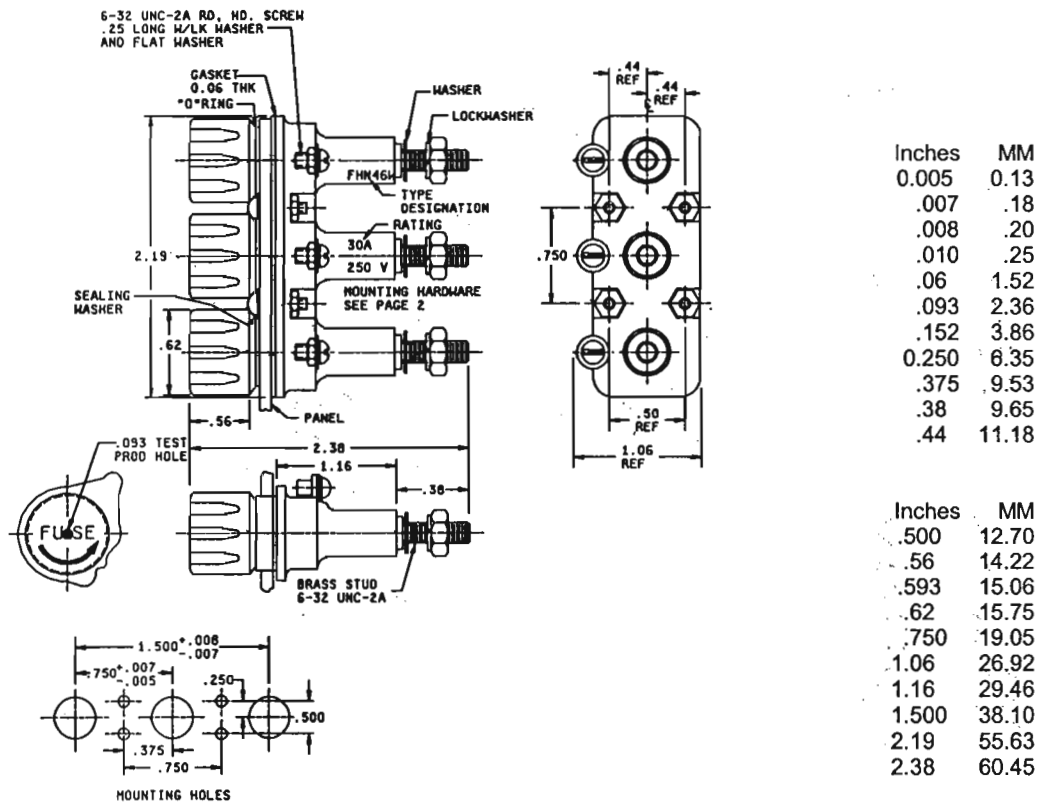 6-32 UNC-2A RD. HD. SCREW
.25 LONG W/LK WASHER
AND FLAT WASHER
GASKET
0.06 THK
"O"RING
WASHER
LOCKWASHER
FHN46W
TYPE
DESIGNATION
RATING
30A
250 V
MOUNTING HARDWARE
SEE PAGE 2
2.19
SEALING
WASHER
.62
.56
PANEL
2.38
1.16
.38
.093 TEST
PROD HOLE
FUSE
BRASS STUD
6-32 UNC-2A
.44
REF
.44
REF
.750
.50
REF
1.06
REF
1.500 +.008
-.007
.750 +.007
-.005
.250
.500
.375
.750
MOUNTING HOLES
Inches MM
0.005 0.13
.007 .18
.008 .20
.010 .25
.06 1.52
.093 2.36
.152 3.86
0.250 6.35
.375 9.53
.38 9.65
.44 11.18
Inches MM
.500 12.70
.56 14.22
.593 15.06
.62 15.75
.750 19.05
1.06 26.92
1.16 29.46
1.500 38.10
2.19 55.63
2.38 60.45